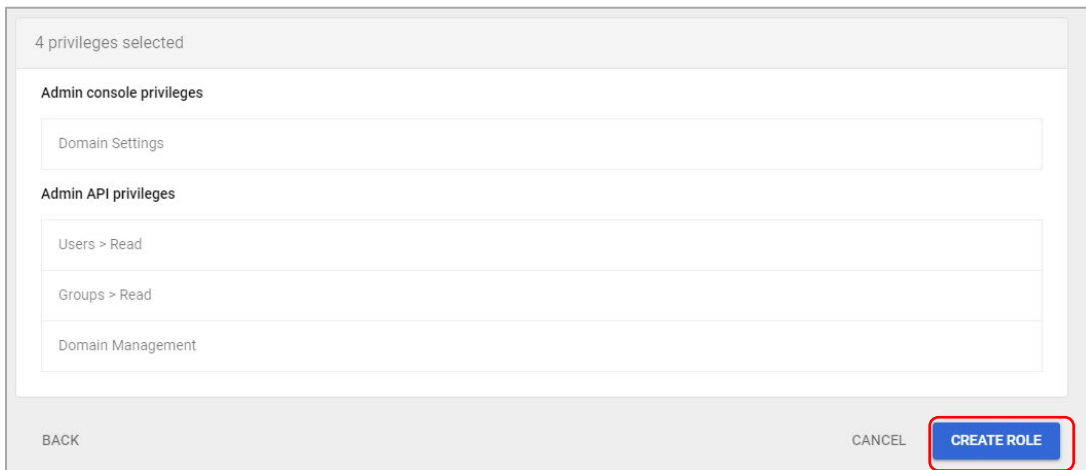 4 privileges selected
Admin console privileges
Domain Settings
Admin API privileges
Users > Read
Groups > Read
Domain Management
BACK CANCEL CREATE ROLE